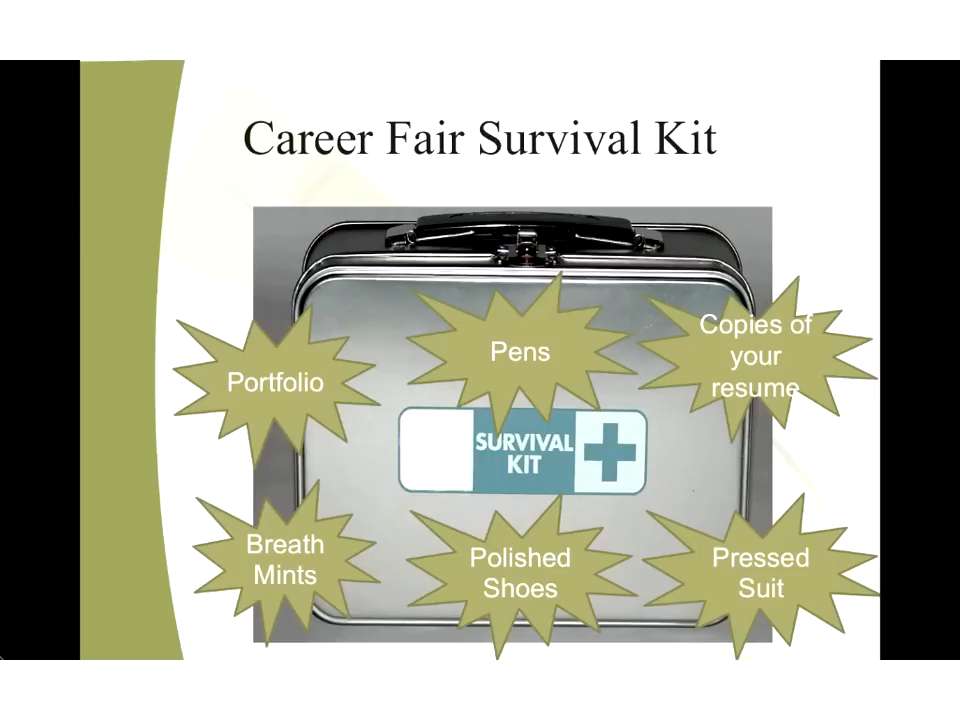 Career Fair Survival Kit
Portfolio
Pens
Copies of
your
resume
SURVIVAL
KIT
Breath
Mints
Polished
Shoes
Pressed
Suit